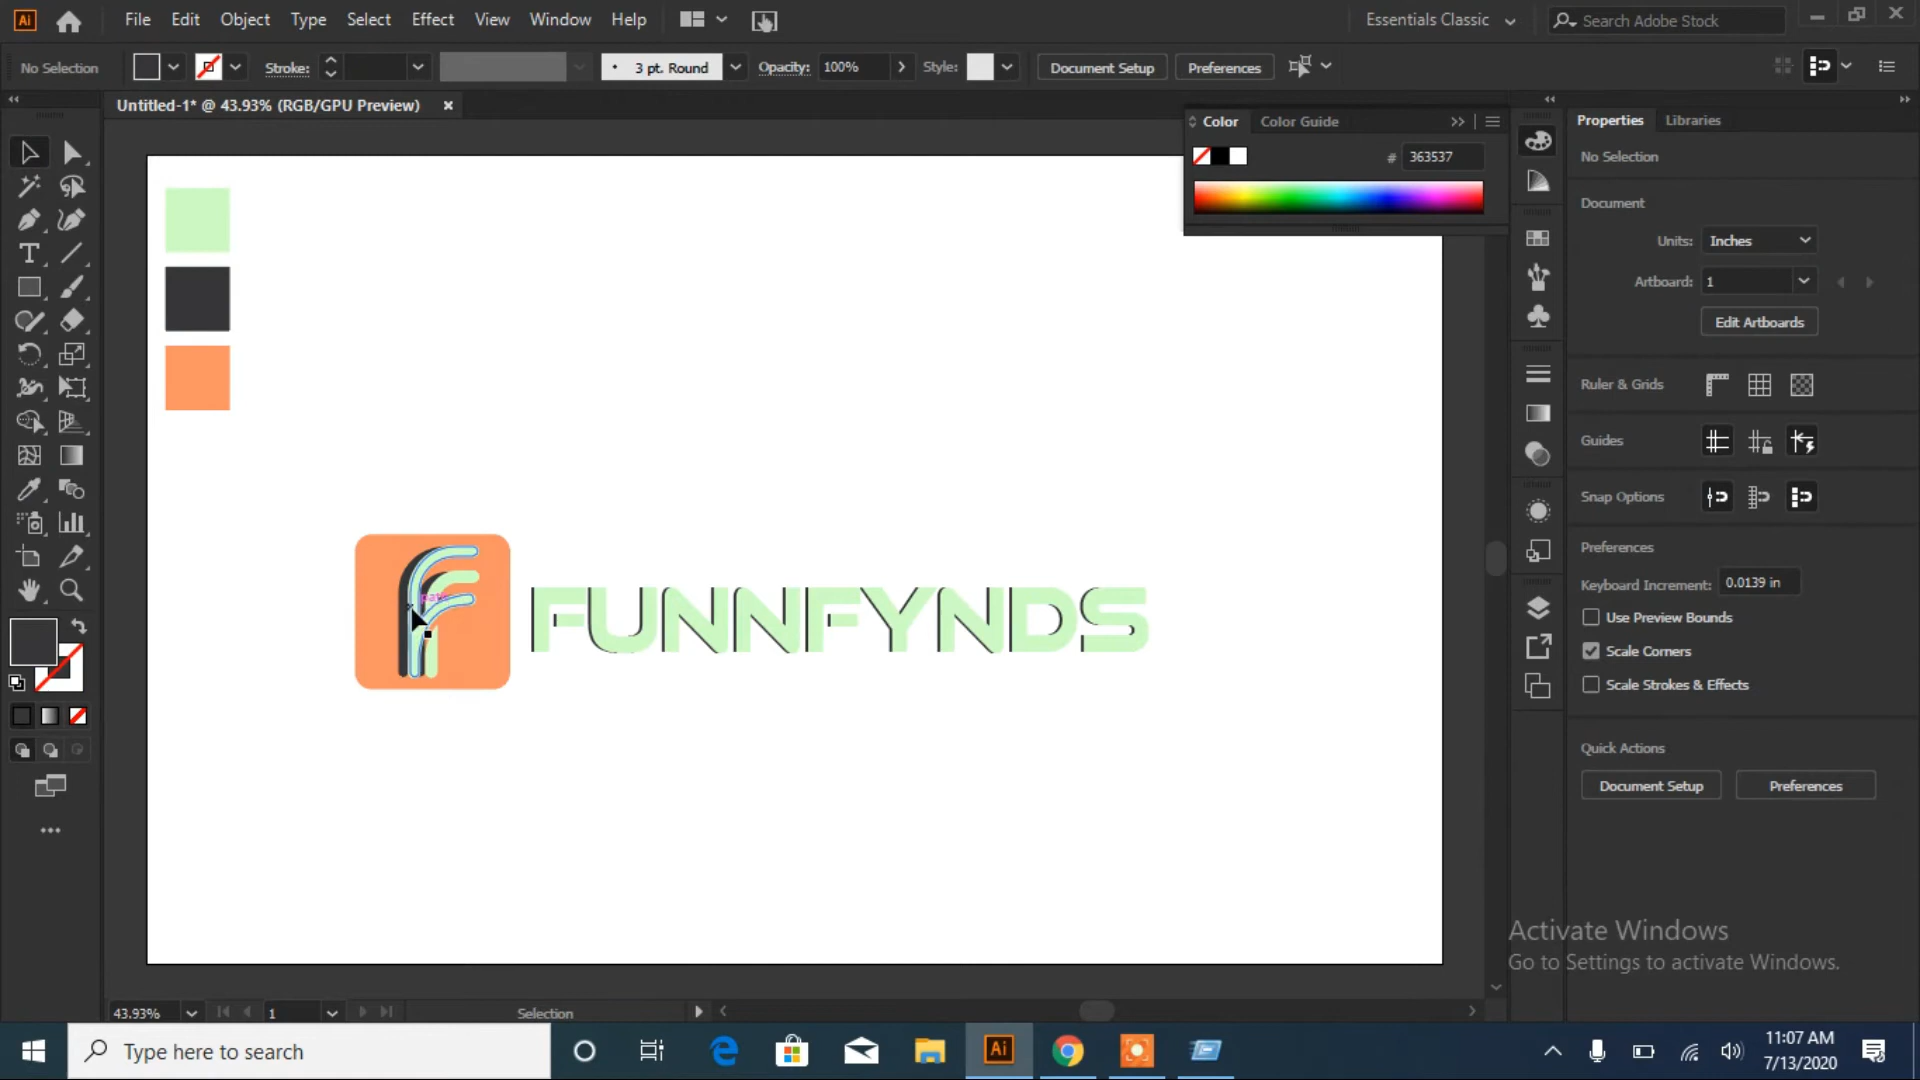 Ai File Edit Object Type Select Effect View Window Help Essentials Classic Search Adobe Stock
No Selection Stroke: 3 pt. Round Opacity: 100% Style: Document Setup Preferences
Untitled-1* @ 43.93% (RGB/GPU Preview)
Color Color Guide
# 363537
Properties Libraries
No Selection
Document
Units: Inches
Artboard: 1
Edit Artboards
Ruler & Grids
Guides
Snap Options
Preferences
Keyboard Increment: 0.0139 in
Use Preview Bounds
Scale Corners
Scale Strokes & Effects
Quick Actions
Document Setup Preferences
FUNNFYNDS
Activate Windows
Go to Settings to activate Windows.
43.93% 1 Selection
Type here to search
Ai
11:07 AM
7/13/2020